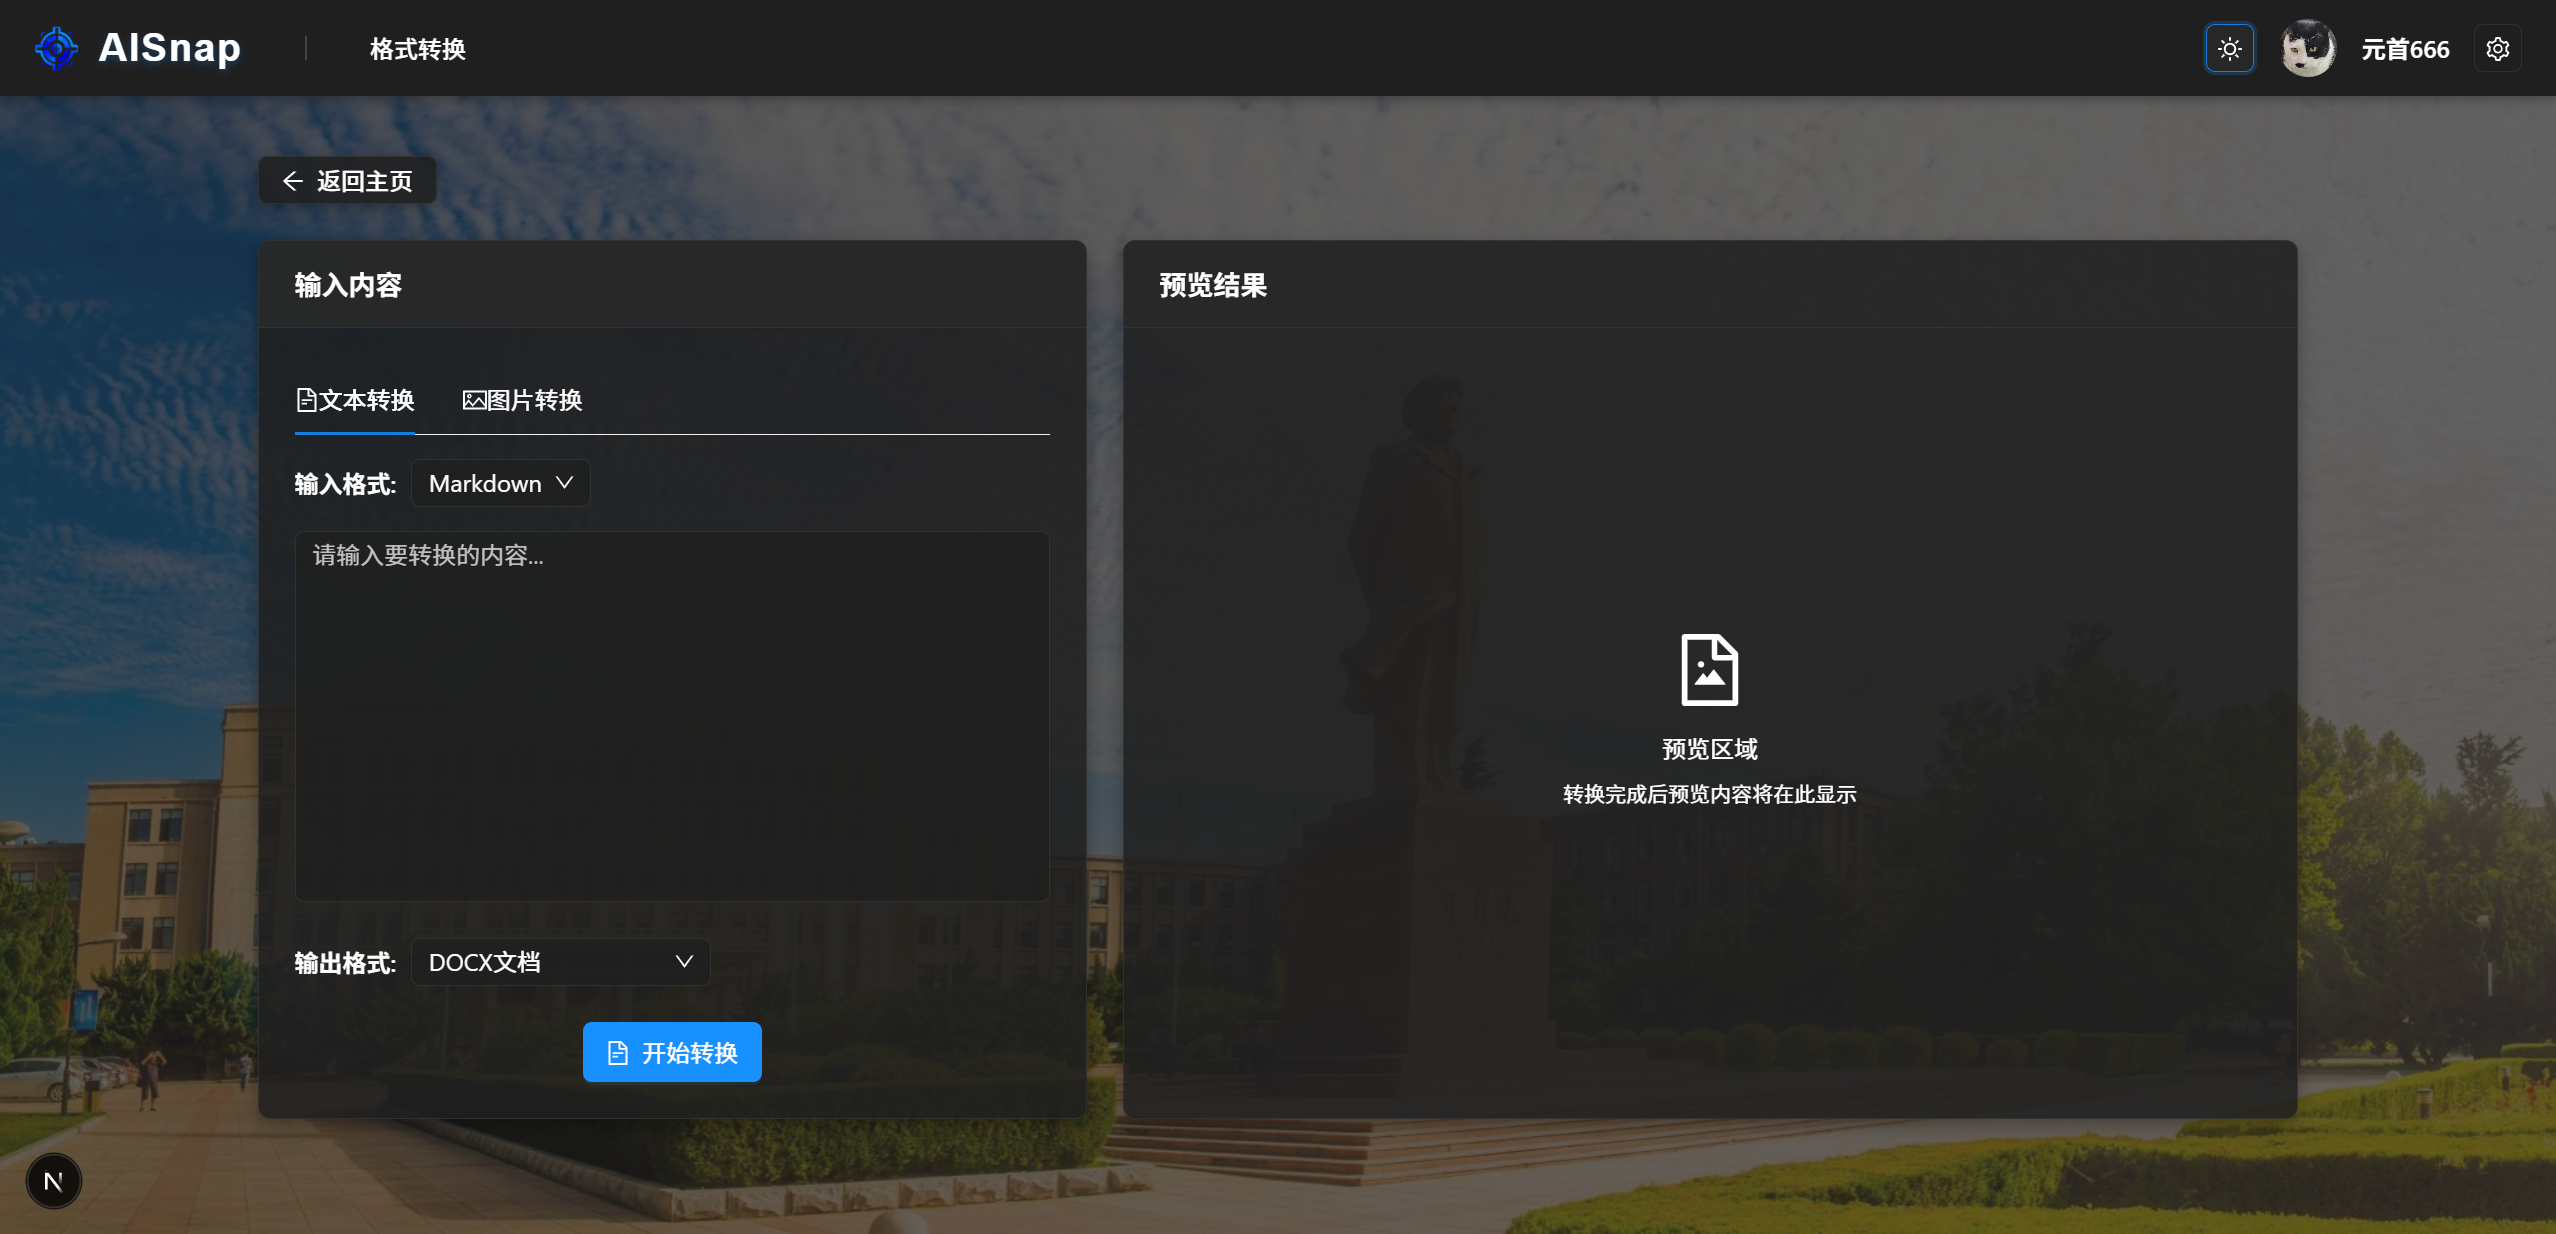 AISnap
格式转换
元首666
返回主页
输入内容
预览结果
文本转换
图片转换
输入格式:
Markdown
请输入要转换的内容...
预览区域
转换完成后预览内容将在此显示
输出格式:
DOCX文档
开始转换
N